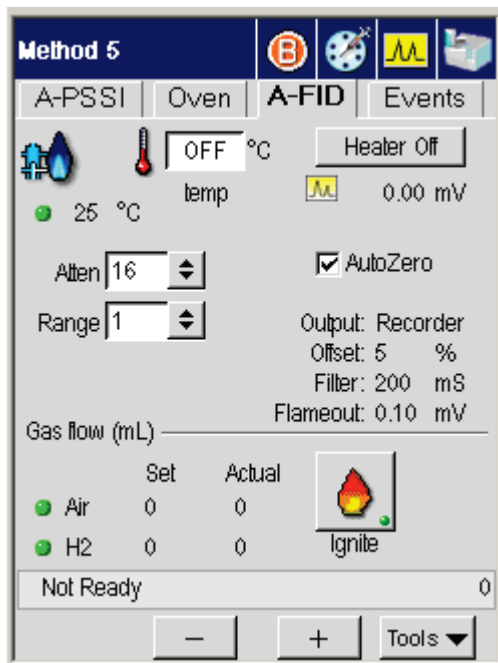 Method 5 B
A-PSSI Oven A-FID Events
OFF °C Heater Off
temp 0.00 mV
25 °C
Atten 16 AutoZero
Range 1 Output: Recorder
Offset: 5 %
Filter: 200 mS
Flameout: 0.10 mV
Gas flow (mL)
Set Actual
Air 0 0
H2 0 0 Ignite
Not Ready 0
− + Tools